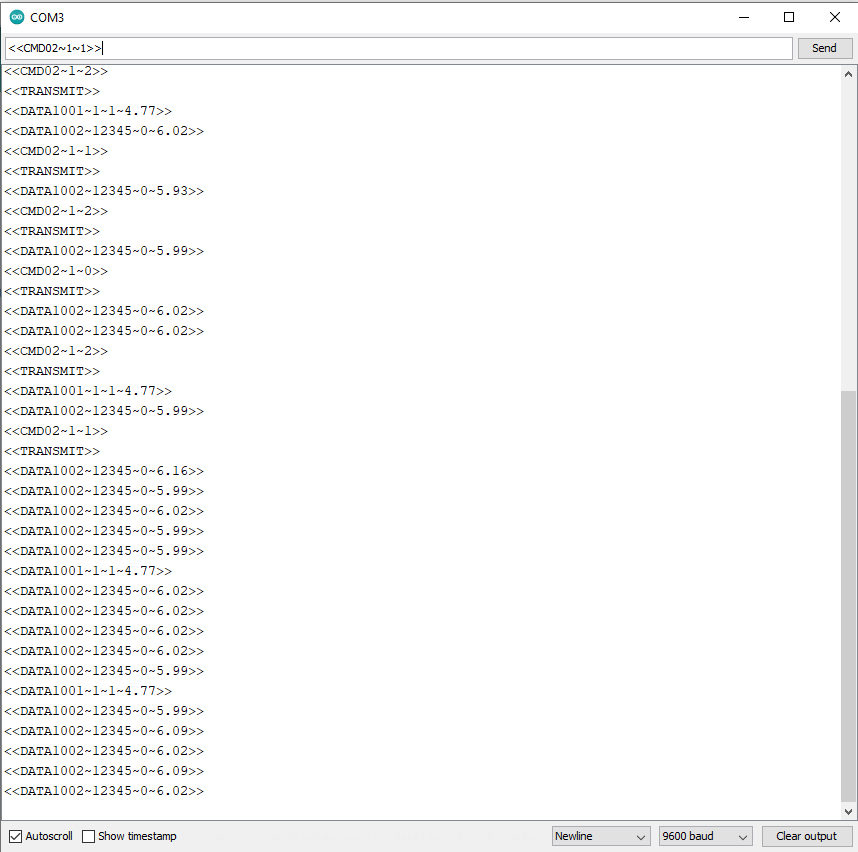 COM3
<<CMD02~1~1>>
Send
<<CMD02~1~2>>
<<TRANSMIT>>
<<DATA1001~1~1~4.77>>
<<DATA1002~12345~0~6.02>>
<<CMD02~1~1>>
<<TRANSMIT>>
<<DATA1002~12345~0~5.93>>
<<CMD02~1~2>>
<<TRANSMIT>>
<<DATA1002~12345~0~5.99>>
<<CMD02~1~0>>
<<TRANSMIT>>
<<DATA1002~12345~0~6.02>>
<<DATA1002~12345~0~6.02>>
<<CMD02~1~2>>
<<TRANSMIT>>
<<DATA1001~1~1~4.77>>
<<DATA1002~12345~0~5.99>>
<<CMD02~1~1>>
<<TRANSMIT>>
<<DATA1002~12345~0~6.16>>
<<DATA1002~12345~0~5.99>>
<<DATA1002~12345~0~6.02>>
<<DATA1002~12345~0~5.99>>
<<DATA1002~12345~0~5.99>>
<<DATA1001~1~1~4.77>>
<<DATA1002~12345~0~6.02>>
<<DATA1002~12345~0~6.02>>
<<DATA1002~12345~0~6.02>>
<<DATA1002~12345~0~6.02>>
<<DATA1002~12345~0~5.99>>
<<DATA1001~1~1~4.77>>
<<DATA1002~12345~0~5.99>>
<<DATA1002~12345~0~6.09>>
<<DATA1002~12345~0~6.02>>
<<DATA1002~12345~0~6.09>>
<<DATA1002~12345~0~6.02>>
Autoscroll Show timestamp Newline 9600 baud Clear output